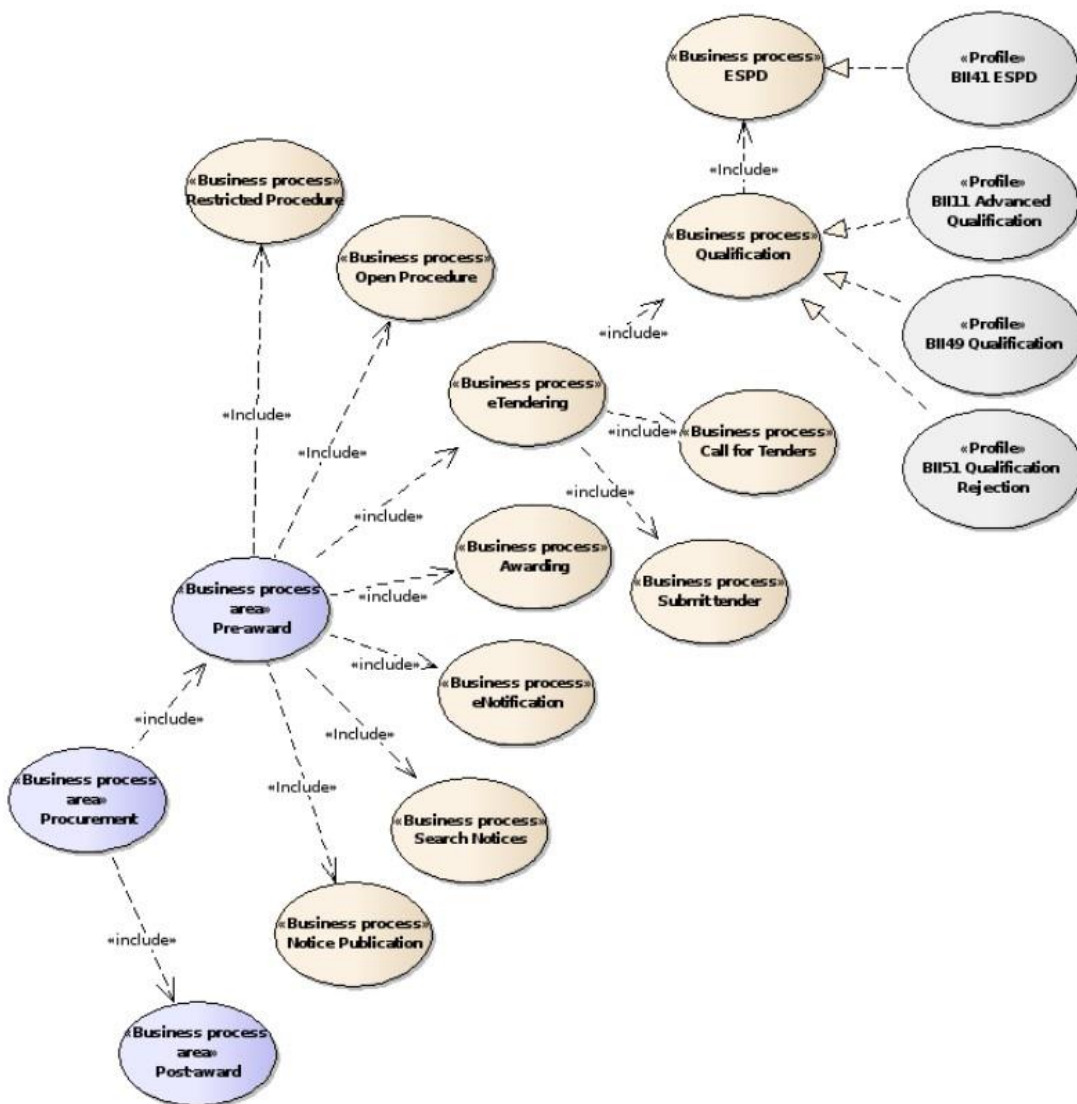 «Business process»
ESPD
«Profile»
BII41 ESPD
«Include»
«Business process»
Restricted Procedure
«Profile»
BII11 Advanced
Qualification
«Business process»
Qualification
«Business process»
Open Procedure
«Profile»
BII49 Qualification
«include»
«Business process»
eTendering
«include»
«Business process»
Call for Tenders
«Profile»
BII51 Qualification
Rejection
«Include»
«Include»
«include»
«include»
«Business process»
Awarding
«Business process»
Submit tender
«Business process
area»
Pre-award
«include»
«include»
«Business process»
eNotification
«include»
«Include»
«Business process
area»
Procurement
«Include»
«Business process»
Search Notices
«Business process»
Notice Publication
«include»
«Business process
area»
Post-award